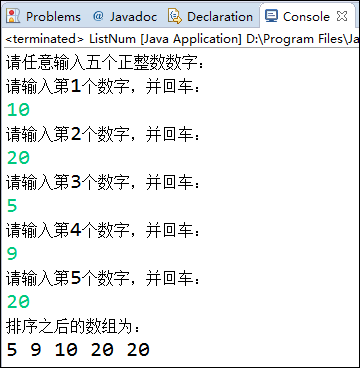 Problems @ Javadoc Declaration Console
<terminated> ListNum [Java Application] D:\Program Files\Ja
请任意输入五个正整数数字：
请输入第1个数字，并回车：
10
请输入第2个数字，并回车：
20
请输入第3个数字，并回车：
5
请输入第4个数字，并回车：
9
请输入第5个数字，并回车：
20
排序之后的数组为：
5 9 10 20 20